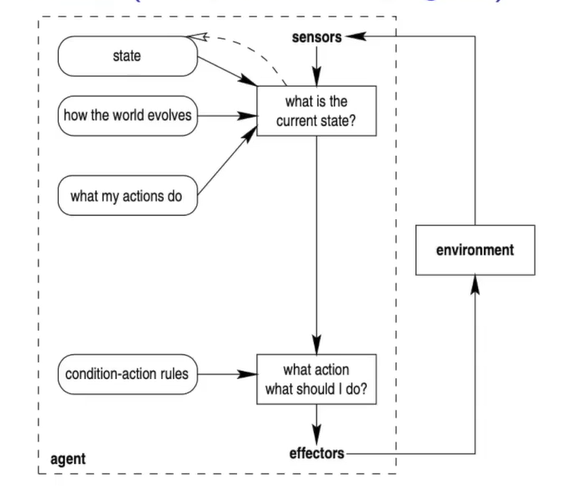 sensors
state
what is the
current state?
how the world evolves
what my actions do
environment
condition-action rules
what action
what should I do?
effectors
agent